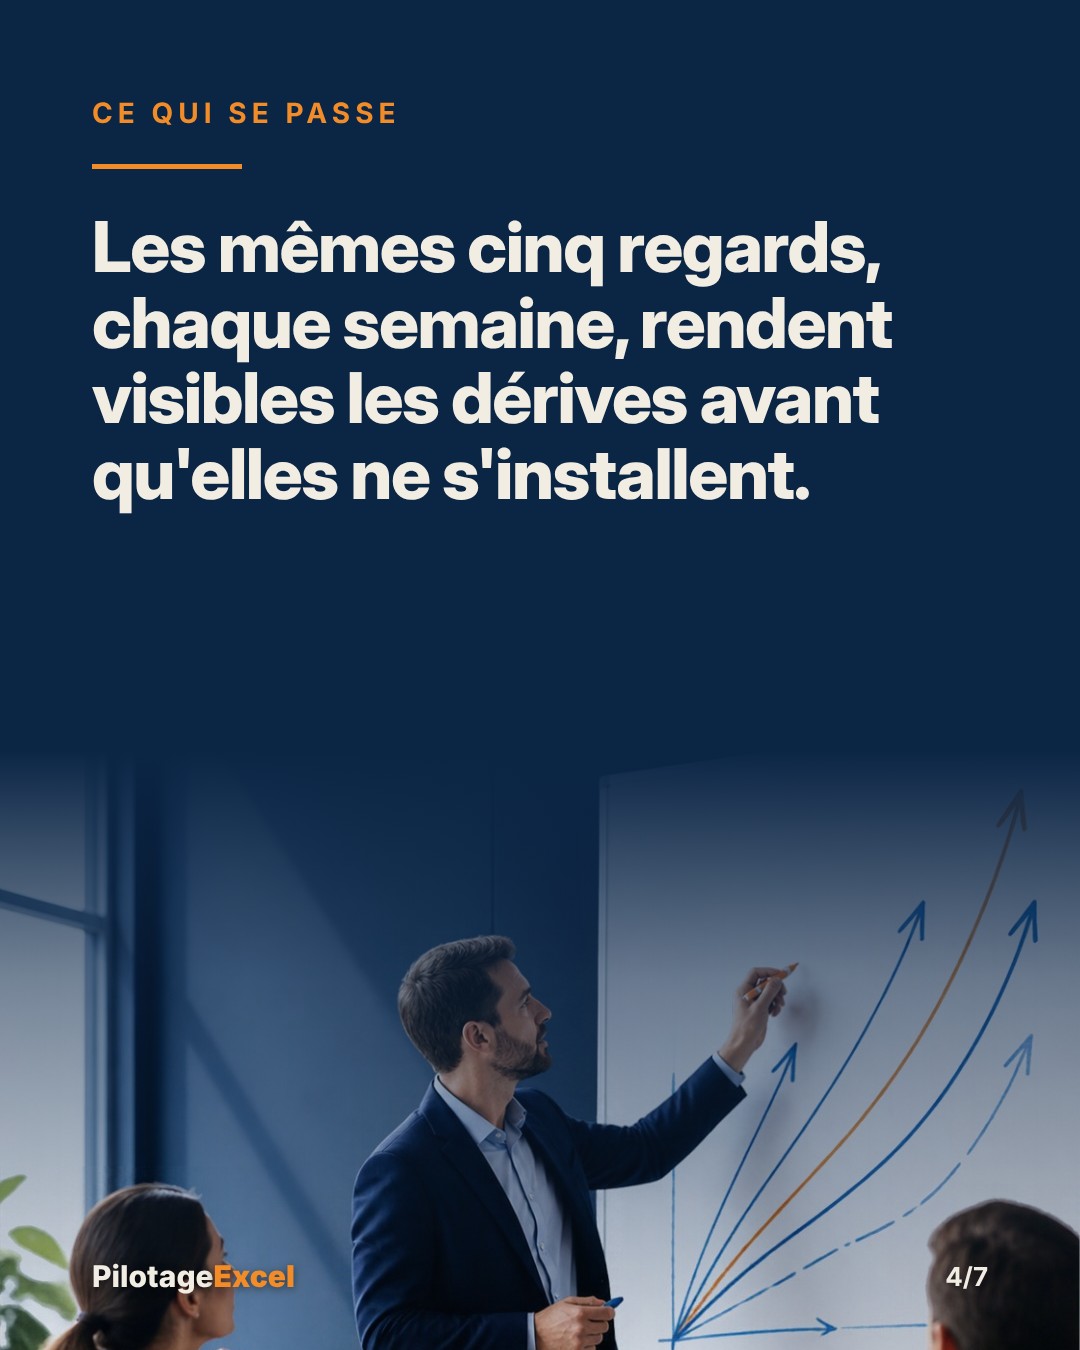 CE QUI SE PASSE
Les mêmes cinq regards,
chaque semaine, rendent
visibles les dérives avant
qu'elles ne s'installent.
PilotageExcel
4/7